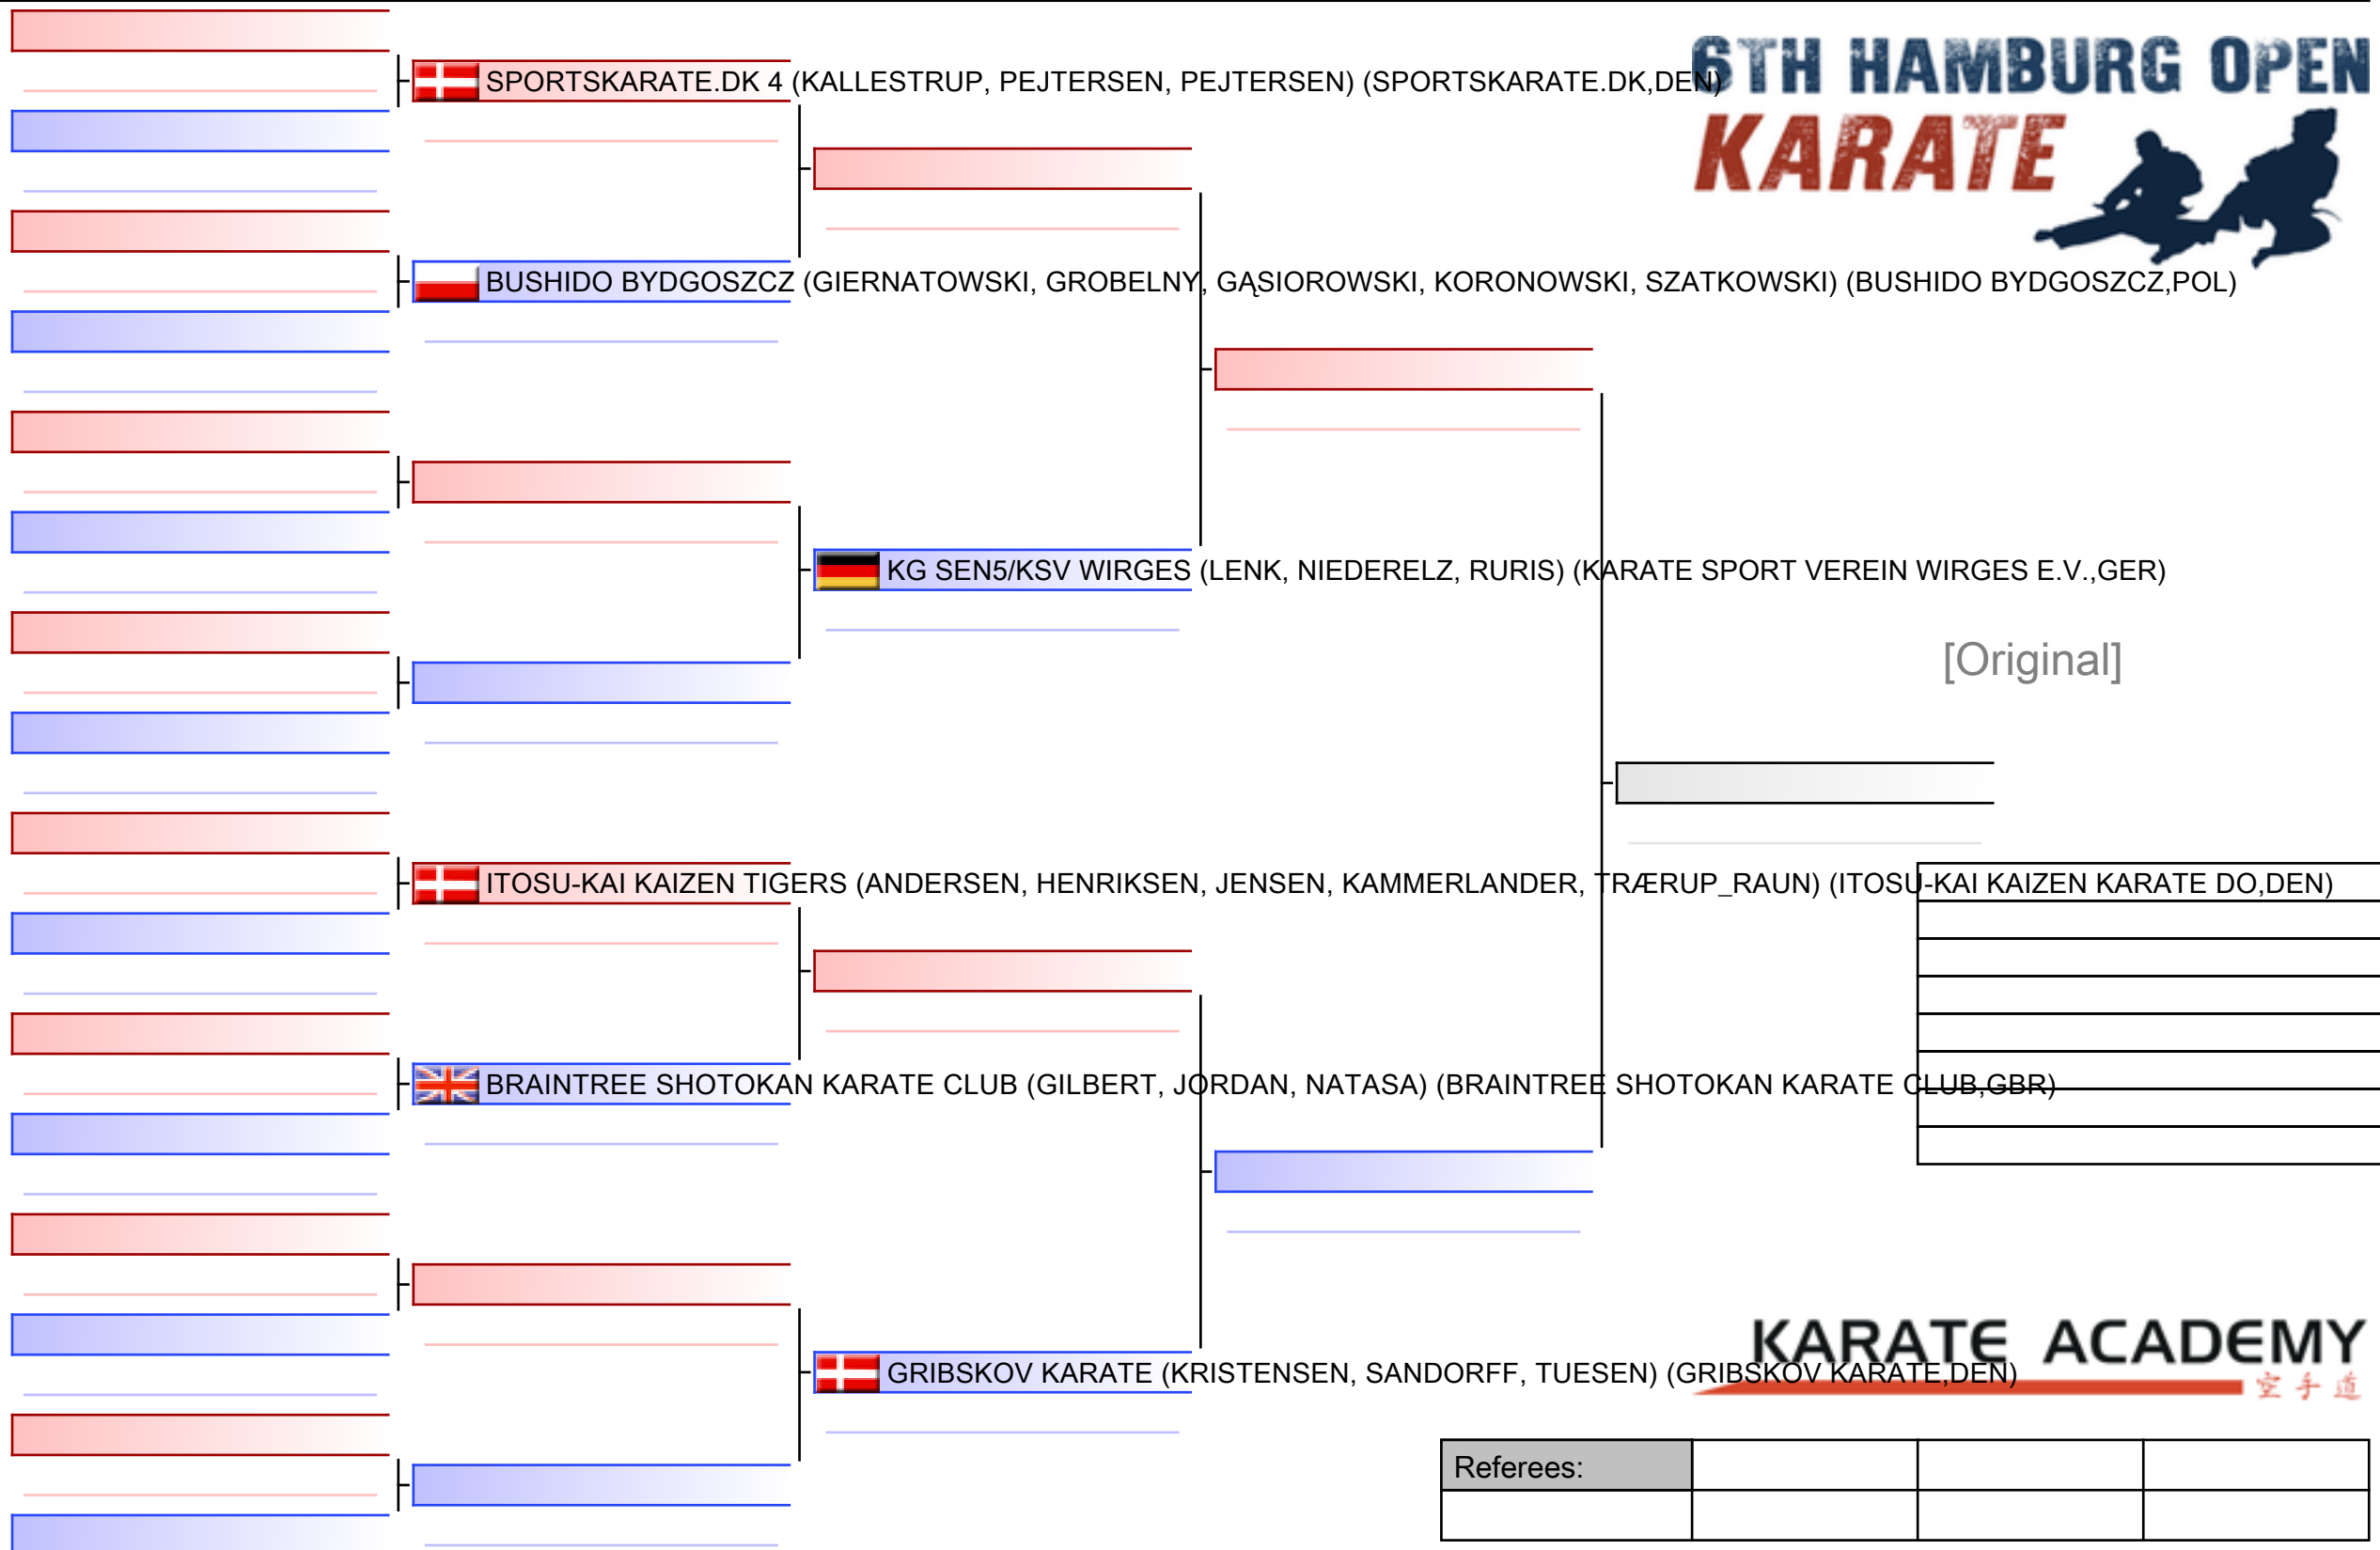 6TH HAMBURG OPEN
SPORTSKARATE.DK 4 (KALLESTRUP, PEJTERSEN, PEJTERSEN) (SPORTSKARATE.DK,DEN)
KARATE
BUSHIDO BYDGOSZCZ (GIERNATOWSKI, GROBELNY, GĄSIOROWSKI, KORONOWSKI, SZATKOWSKI) (BUSHIDO BYDGOSZCZ,POL)
KG SEN5/KSV WIRGES (LENK, NIEDERELZ, RURIS) (KARATE SPORT VEREIN WIRGES E.V.,GER)
[Original]
ITOSU-KAI KAIZEN TIGERS (ANDERSEN, HENRIKSEN, JENSEN, KAMMERLANDER, TRÆRUP_RAUN) (ITOSU-KAI KAIZEN KARATE DO,DEN)
BRAINTREE SHOTOKAN KARATE CLUB (GILBERT, JORDAN, NATASA) (BRAINTREE SHOTOKAN KARATE CLUB,GBR)
KARATE ACADEMY
GRIBSKOV KARATE (KRISTENSEN, SANDORFF, TUESEN) (GRIBSKOV KARATE,DEN)
空手道
Referees: